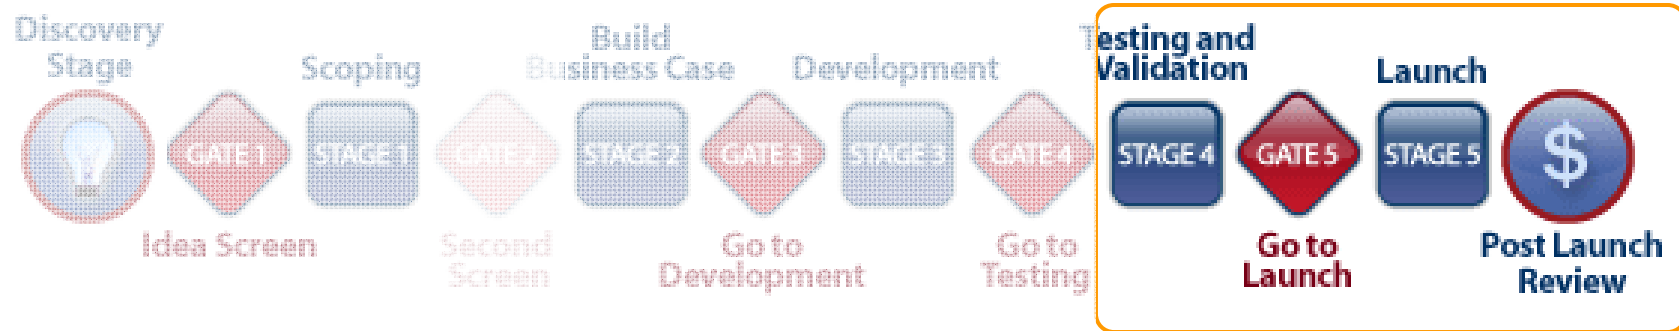 Discovery
Stage
Scoping
Build
Business Case
Development
Testing and
Validation
Launch
GATE 1
STAGE 1
GATE 2
STAGE 2
GATE 3
STAGE 3
GATE 4
STAGE 4
GATE 5
STAGE 5
$
Idea Screen
Second
Screen
Go to
Development
Go to
Testing
Go to
Launch
Post Launch
Review